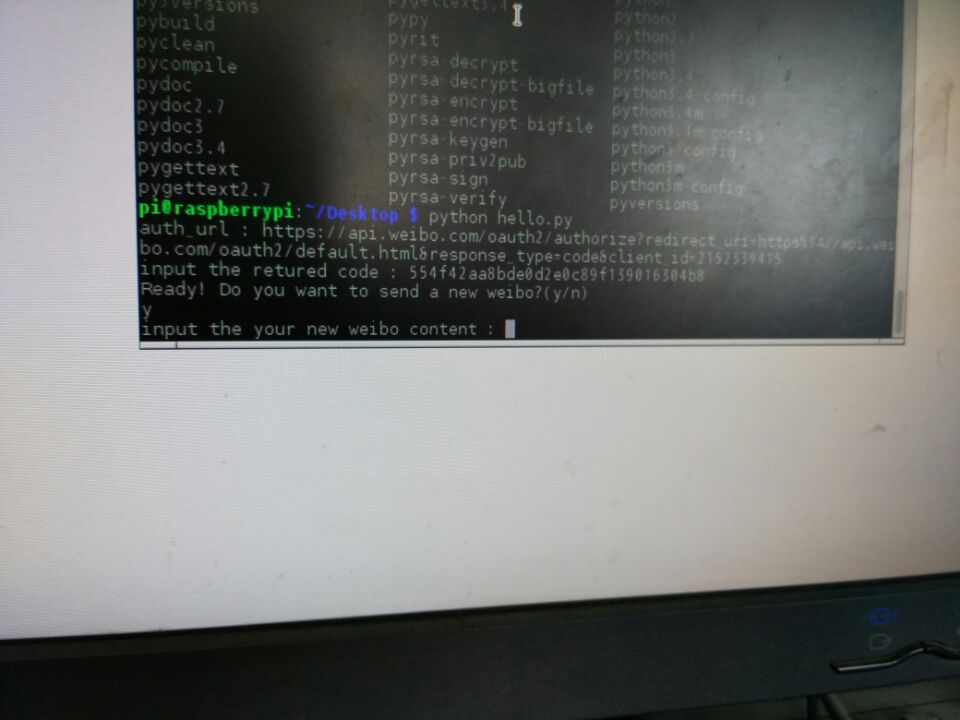 py3versions pygettext3.4 python
pybuild pypy python2
pyclean pyrit python2.7
pycompile pyrsa-decrypt python3
pydoc pyrsa-decrypt-bigfile python3.4
pydoc2.7 pyrsa-encrypt python3.4-config
pydoc3 pyrsa-encrypt-bigfile python3.4m
pydoc3.4 pyrsa-keygen python3.4m-config
pygettext pyrsa-priv2pub python3-config
pygettext2.7 pyrsa-sign python3m
pyrsa-verify python3m-config
pyversions
pi@raspberrypi:~/Desktop $ python hello.py
auth_url : https://api.weibo.com/oauth2/authorize?redirect_uri=https%3A//api.wei
bo.com/oauth2/default.html&response_type=code&client_id=2152339415
input the retured code : 554f42aa8bde0d2e0c89f139016304b8
Ready! Do you want to send a new weibo?(y/n)
y
input the your new weibo content :